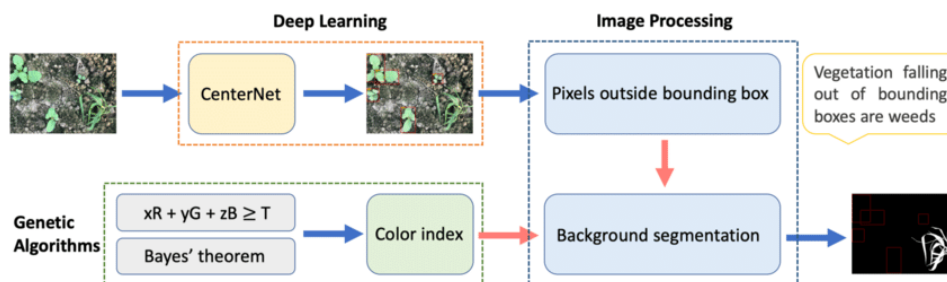 Deep Learning
Image Processing
CenterNet
Pixels outside bounding box
Vegetation falling
out of bounding
boxes are weeds
Genetic
Algorithms
xR + yG + zB ≥ T
Bayes' theorem
Color index
Background segmentation